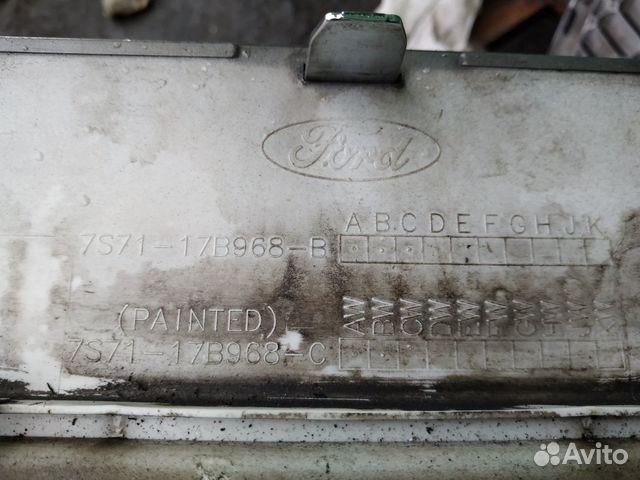 Ford
A B C D E F G H J K
7S71-17B968-B
(PAINTED)
7S71-17B968-C
Avito